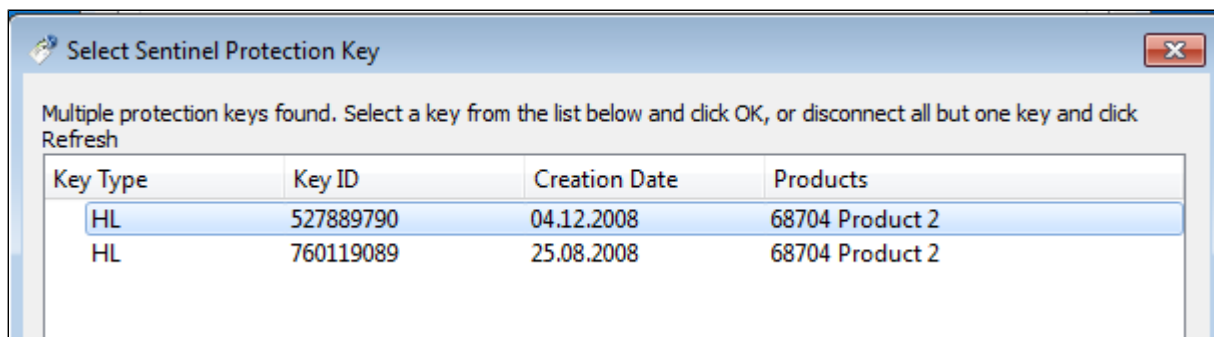 Select Sentinel Protection Key
Multiple protection keys found. Select a key from the list below and click OK, or disconnect all but one key and click
Refresh
Key Type Key ID Creation Date Products
HL 527889790 04.12.2008 68704 Product 2
HL 760119089 25.08.2008 68704 Product 2